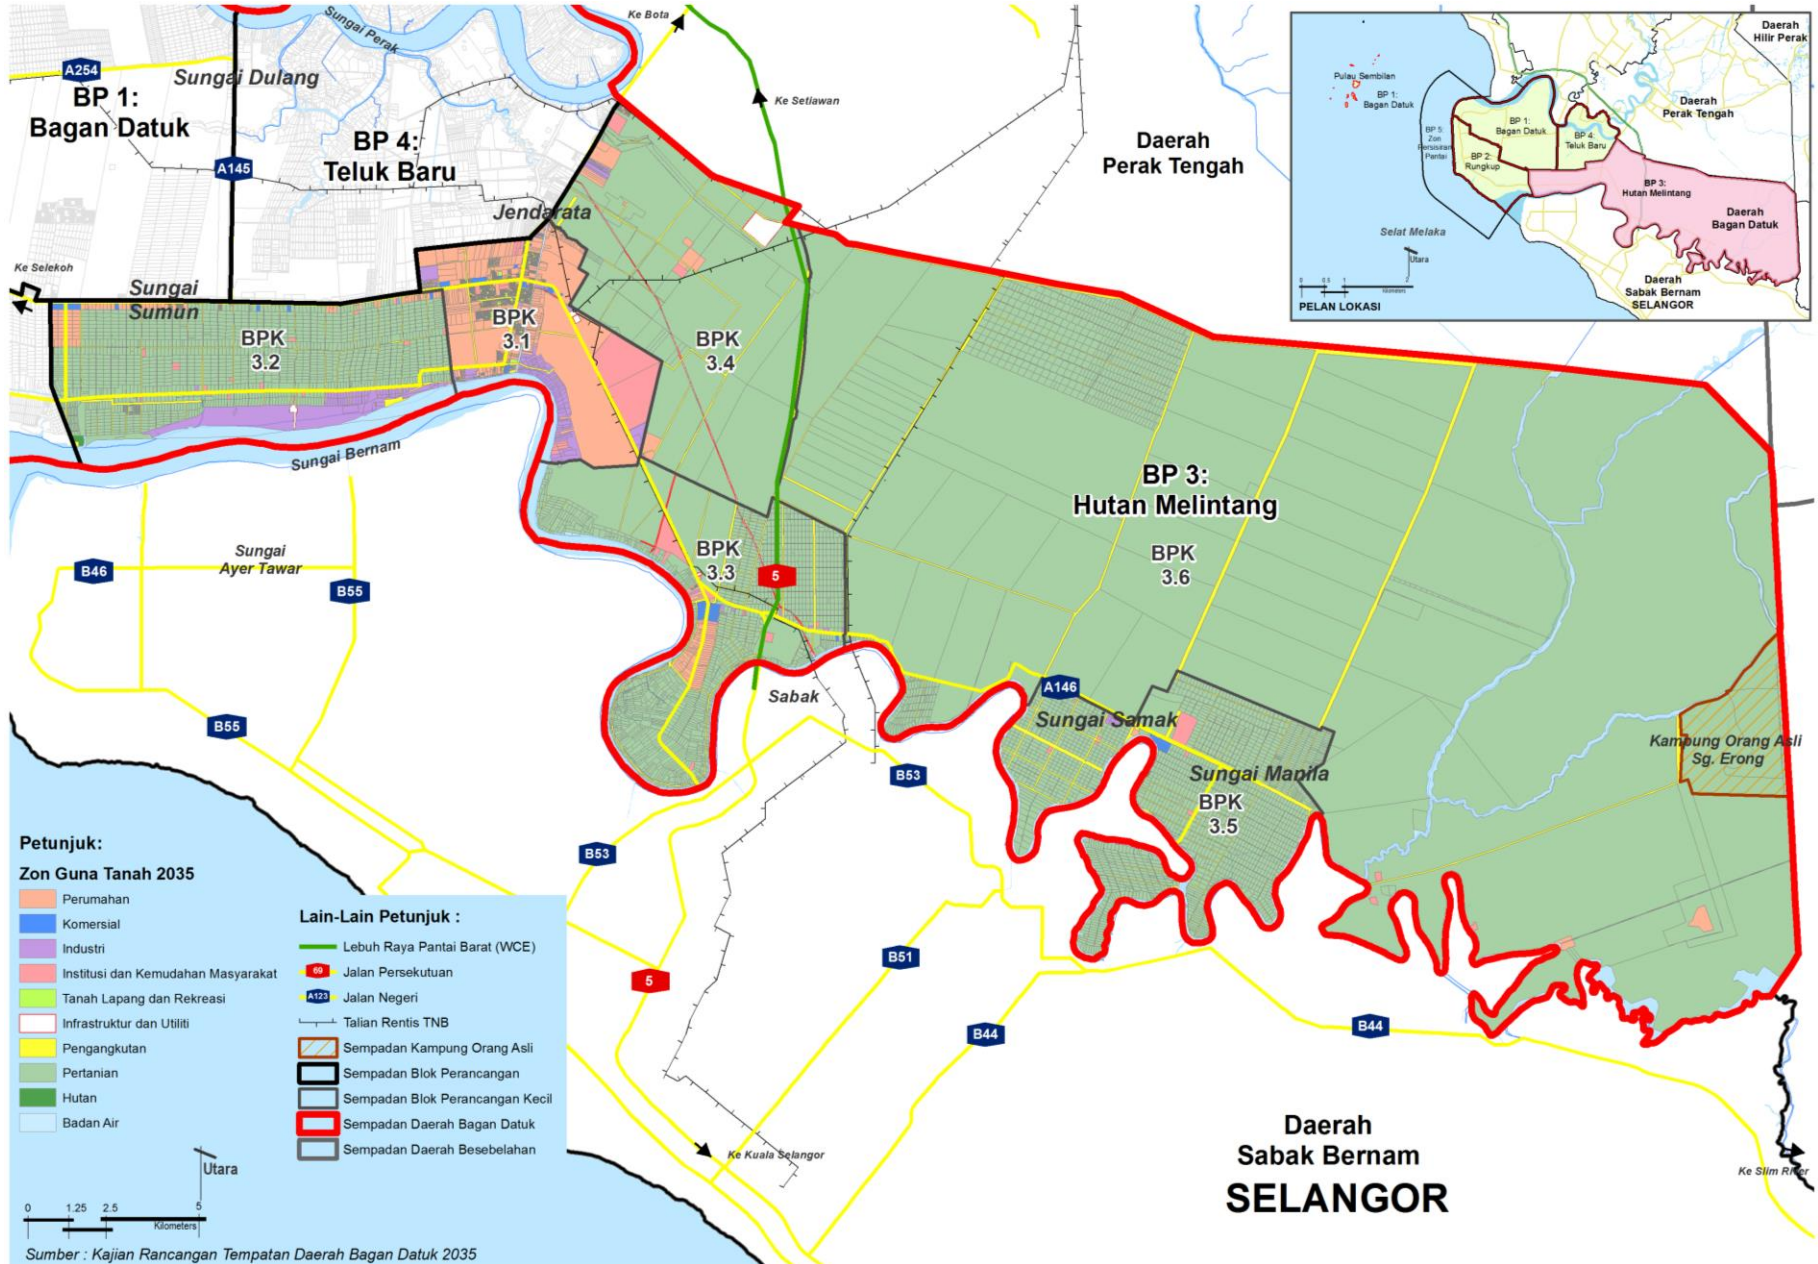 Ke Bota
Sungai Perak
A254
Sungai Dulang
BP 1:
Bagan Datuk
BP 4:
Teluk Baru
A145
Ke Setiawan
Daerah
Perak Tengah
Jendarata
Ke Selekoh
Sungai
Sumun
BPK
3.2
BPK
3.1
BPK
3.4
Sungai Bernam
BP 3:
Hutan Melintang
BPK
3.6
BPK
3.3
5
Sungai
Ayer Tawar
B46
B55
B55
Sabak
A146
Sungai Samak
Sungai Manila
BPK
3.5
Kampung Orang Asli
Sg. Erong
B53
B53
B51
5
B44
B44
Ke Kuala Selangor
Daerah
Sabak Bernam
SELANGOR
Ke Slim River
Daerah
Hilir Perak
Pulau Sembilan
BP 1:
Bagan Datuk
Daerah
Perak Tengah
BP 1:
Bagan Datuk
BP 4:
Teluk Baru
BP 5:
Zon
Persisiran
Pantai
BP 2:
Rungkup
BP 3:
Hutan Melintang
Daerah
Bagan Datuk
Selat Melaka
Utara
Daerah
Sabak Bernam
SELANGOR
Kilometers
PELAN LOKASI
Petunjuk:
Zon Guna Tanah 2035
Perumahan
Komersial
Industri
Institusi dan Kemudahan Masyarakat
Tanah Lapang dan Rekreasi
Infrastruktur dan Utiliti
Pengangkutan
Pertanian
Hutan
Badan Air
Lain-Lain Petunjuk :
Lebuh Raya Pantai Barat (WCE)
69 Jalan Persekutuan
A123 Jalan Negeri
Talian Rentis TNB
Sempadan Kampung Orang Asli
Sempadan Blok Perancangan
Sempadan Blok Perancangan Kecil
Sempadan Daerah Bagan Datuk
Sempadan Daerah Besebelahan
Utara
0 1.25 2.5 5
Kilometers
Sumber : Kajian Rancangan Tempatan Daerah Bagan Datuk 2035